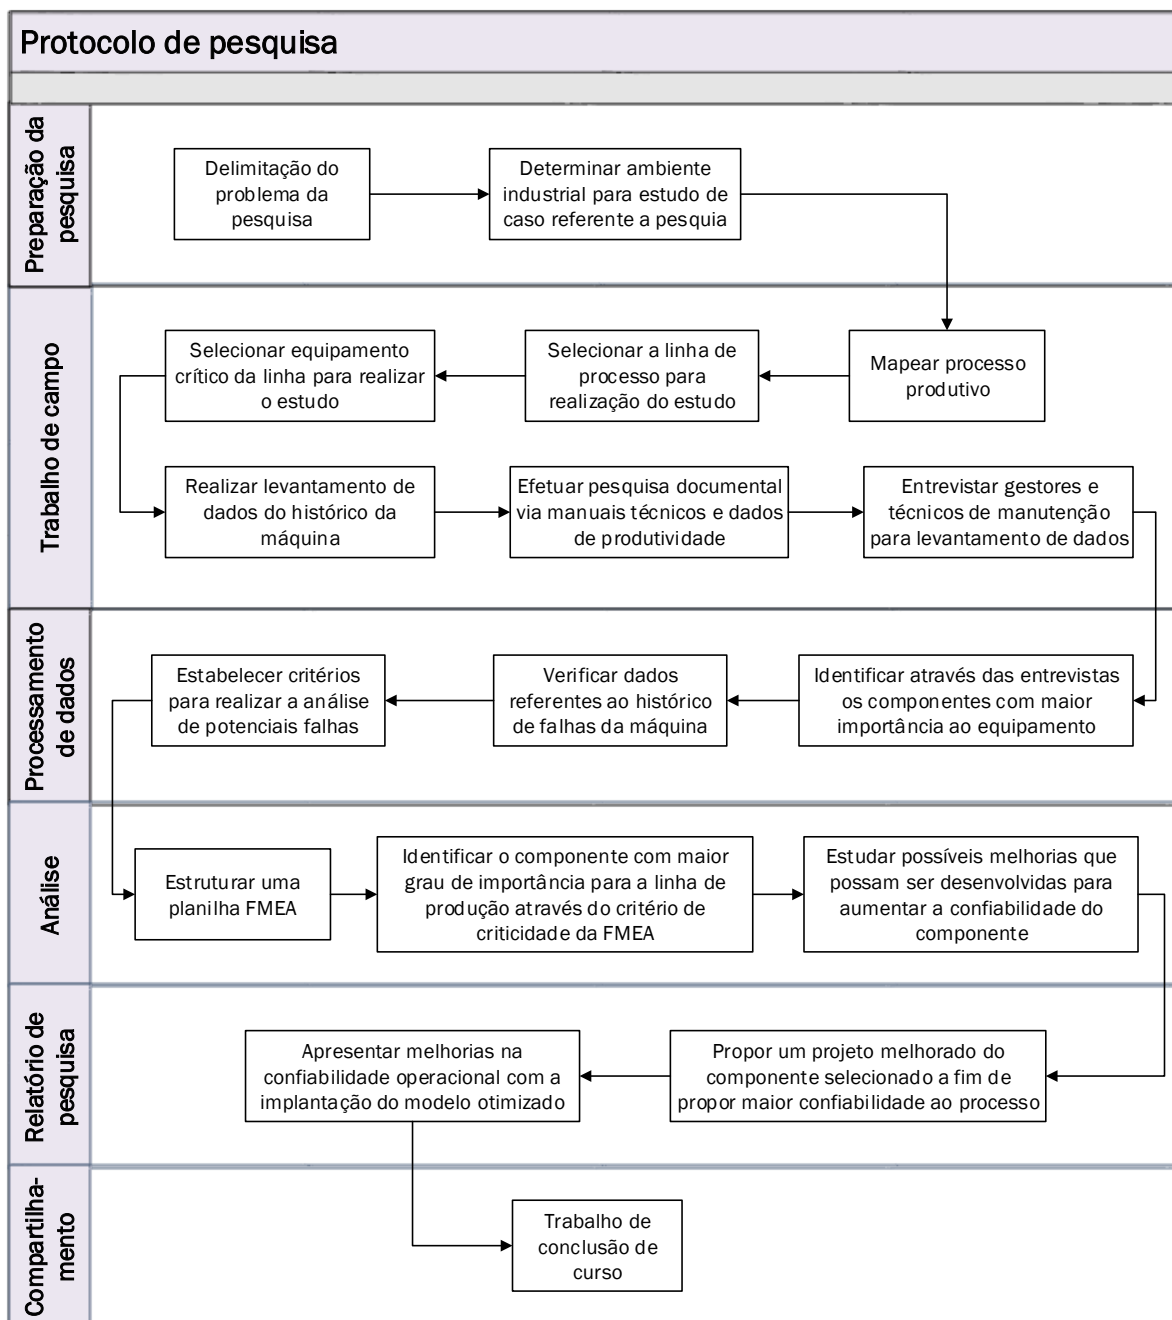 Protocolo de pesquisa
Preparação da
pesquisa
Delimitação do
problema da
pesquisa
Determinar ambiente
industrial para estudo de
caso referente a pesquia
Trabalho de campo
Mapear processo
produtivo
Selecionar a linha de
processo para
realização do estudo
Selecionar equipamento
crítico da linha para realizar
o estudo
Realizar levantamento de
dados do histórico da
máquina
Efetuar pesquisa documental
via manuais técnicos e dados
de produtividade
Entrevistar gestores e
técnicos de manutenção
para levantamento de dados
Processamento
de dados
Identificar através das entrevistas
os componentes com maior
importância ao equipamento
Verificar dados
referentes ao histórico
de falhas da máquina
Estabelecer critérios
para realizar a análise
de potenciais falhas
Análise
Estruturar uma
planilha FMEA
Identificar o componente com maior
grau de importância para a linha de
produção através do critério de
criticidade da FMEA
Estudar possíveis melhorias que
possam ser desenvolvidas para
aumentar a confiabilidade do
componente
Relatório de
pesquisa
Propor um projeto melhorado do
componente selecionado a fim de
propor maior confiabilidade ao processo
Apresentar melhorias na
confiabilidade operacional com a
implantação do modelo otimizado
Compartilha-
mento
Trabalho de
conclusão de
curso